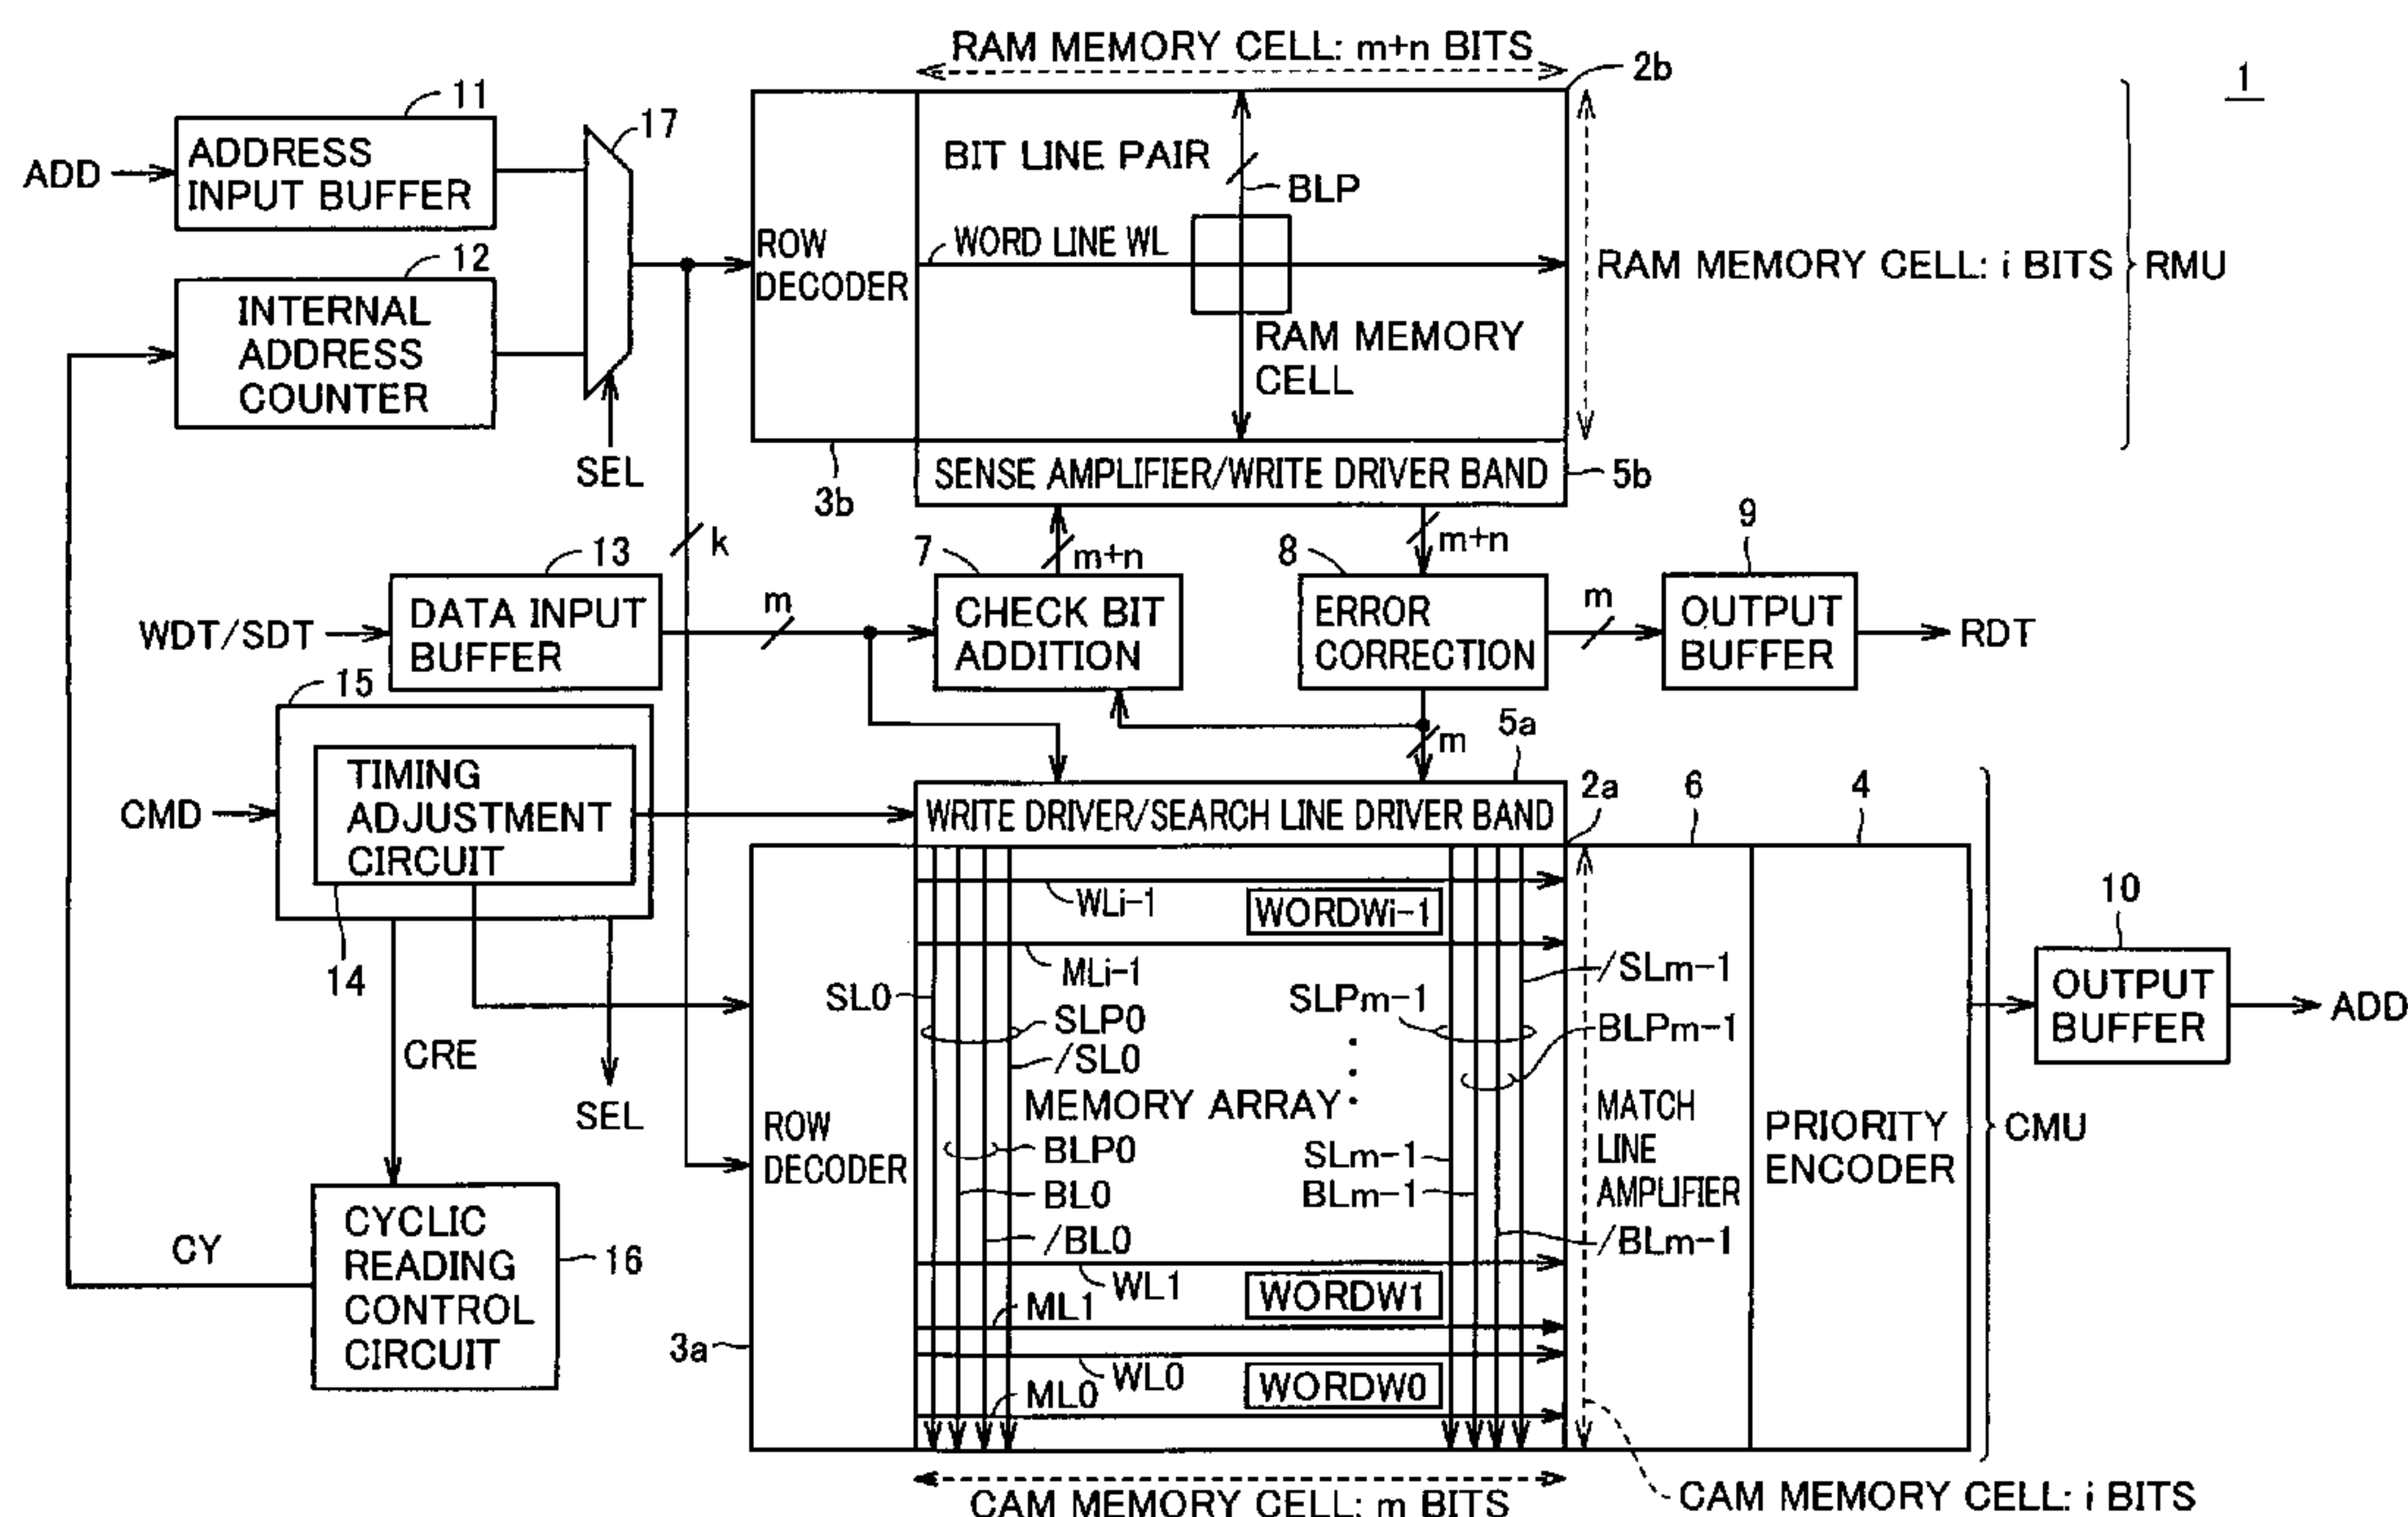 RAM MEMORY CELL: m+n BITS
2b
1
11
17
ADD
ADDRESS
INPUT BUFFER
BIT LINE PAIR
BLP
12
ROW
DECODER
WORD LINE WL
RAM MEMORY CELL: i BITS
RMU
INTERNAL
ADDRESS
COUNTER
RAM MEMORY
CELL
SEL
3b
SENSE AMPLIFIER/WRITE DRIVER BAND
5b
k
13
7
m+n
8
m+n
9
WDT/SDT
DATA INPUT
BUFFER
m
CHECK BIT
ADDITION
ERROR
CORRECTION
m
OUTPUT
BUFFER
RDT
15
m
5a
CMD
TIMING
ADJUSTMENT
CIRCUIT
WRITE DRIVER/SEARCH LINE DRIVER BAND
2a
6
4
14
WLi-1
WORDWi-1
MLi-1
10
SL0
SLP0
/SL0
SLPm-1
/SLm-1
BLPm-1
OUTPUT
BUFFER
ADD
CRE
SEL
MEMORY ARRAY
ROW
DECODER
MATCH
LINE
AMPLIFIER
PRIORITY
ENCODER
CMU
BLP0
BL0
/BL0
SLm-1
BLm-1
/BLm-1
CY
CYCLIC
READING
CONTROL
CIRCUIT
16
WL1
WORDW1
ML1
3a
WL0
WORDW0
ML0
CAM MEMORY CELL: m BITS
CAM MEMORY CELL: i BITS